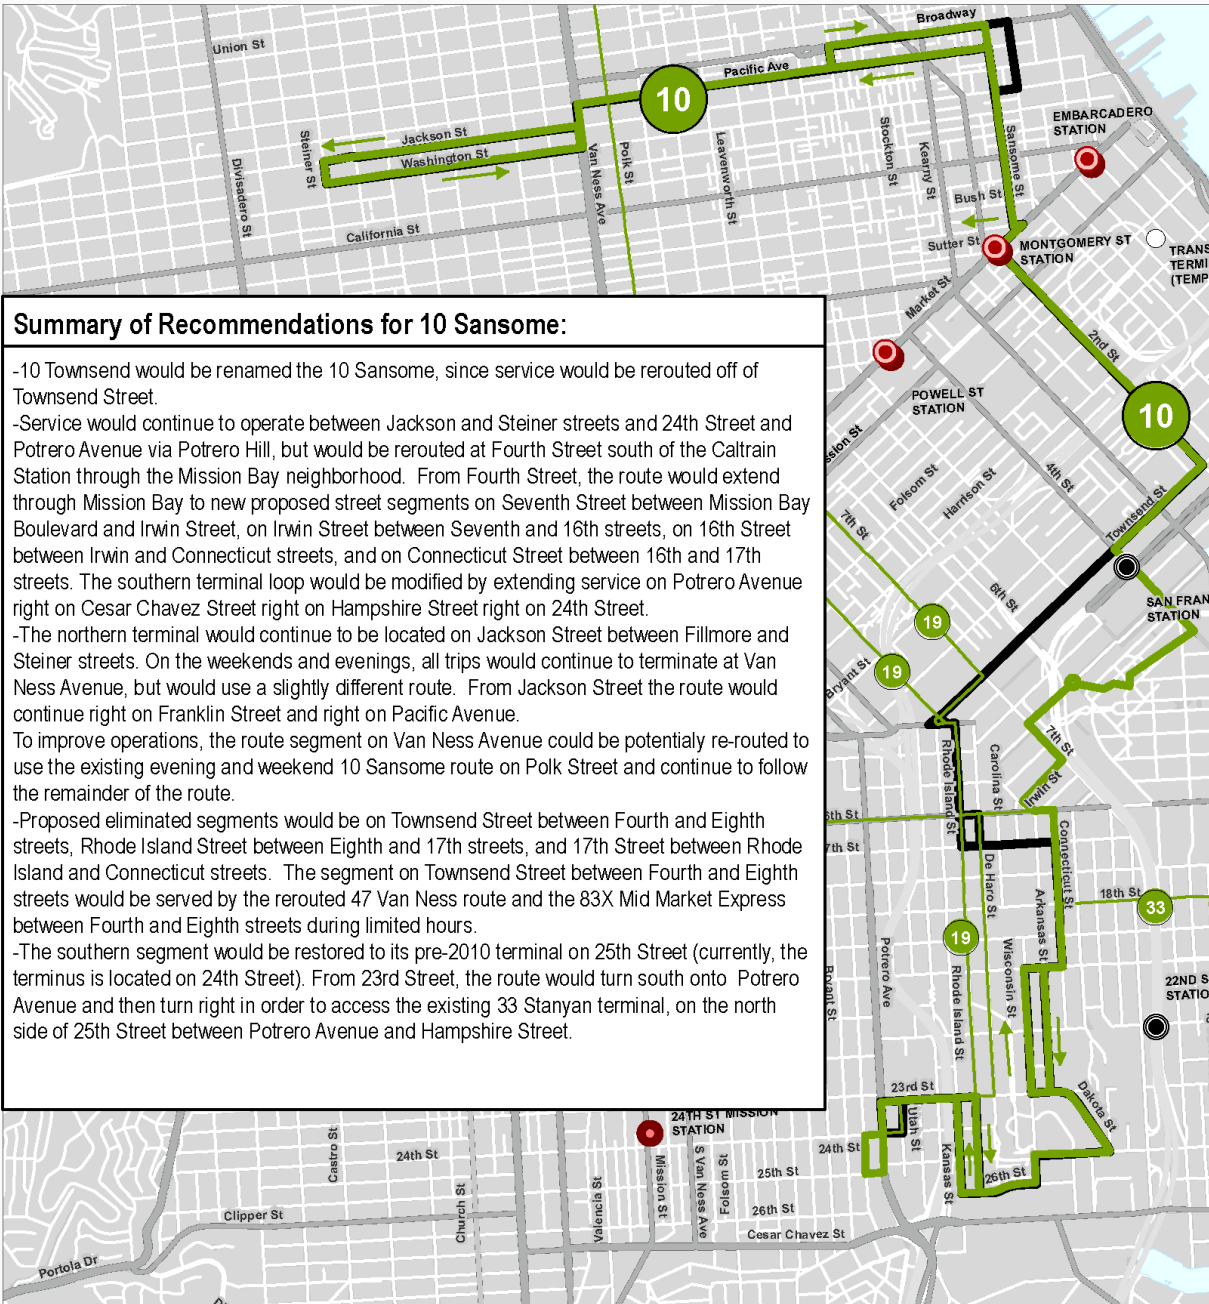 Broadway
Union St
Pacific Ave
10
EMBARCADERO
STATION
Steiner St
Jackson St
Washington St
Divisadero St
Van Ness Ave
Polk St
Leavenworth St
Stockton St
Kearny St
Sansome St
Bush St
California St
Sutter St
MONTGOMERY ST
STATION
TRANS
TERMI
(TEMP
Market St
2nd St
POWELL ST
STATION
10
Summary of Recommendations for 10 Sansome:
-10 Townsend would be renamed the 10 Sansome, since service would be rerouted off of
Townsend Street.
-Service would continue to operate between Jackson and Steiner streets and 24th Street and
Potrero Avenue via Potrero Hill, but would be rerouted at Fourth Street south of the Caltrain
Station through the Mission Bay neighborhood.  From Fourth Street, the route would extend
through Mission Bay to new proposed street segments on Seventh Street between Mission Bay
Boulevard and Irwin Street, on Irwin Street between Seventh and 16th streets, on 16th Street
between Irwin and Connecticut streets, and on Connecticut Street between 16th and 17th
streets. The southern terminal loop would be modified by extending service on Potrero Avenue
right on Cesar Chavez Street right on Hampshire Street right on 24th Street.
-The northern terminal would continue to be located on Jackson Street between Fillmore and
Steiner streets. On the weekends and evenings, all trips would continue to terminate at Van
Ness Avenue, but would use a slightly different route.  From Jackson Street the route would
continue right on Franklin Street and right on Pacific Avenue.
To improve operations, the route segment on Van Ness Avenue could be potentialy re-routed to
use the existing evening and weekend 10 Sansome route on Polk Street and continue to follow
the remainder of the route.
-Proposed eliminated segments would be on Townsend Street between Fourth and Eighth
streets, Rhode Island Street between Eighth and 17th streets, and 17th Street between Rhode
Island and Connecticut streets.  The segment on Townsend Street between Fourth and Eighth
streets would be served by the rerouted 47 Van Ness route and the 83X Mid Market Express
between Fourth and Eighth streets during limited hours.
-The southern segment would be restored to its pre-2010 terminal on 25th Street (currently, the
terminus is located on 24th Street). From 23rd Street, the route would turn south onto  Potrero
Avenue and then turn right in order to access the existing 33 Stanyan terminal, on the north
side of 25th Street between Potrero Avenue and Hampshire Street.
ssion St
Folsom St
Harrison St
4th St
7th St
Townsend St
6th St
SAN FRAN
STATION
19
19
Bryant St
Rhode Island St
Carolina St
7th St
Irwin St
6th St
7th St
De Haro St
Connecticut St
Arkansas St
18th St
33
19
Potrero Ave
Wisconsin St
Rhode Island St
Bryant St
22ND S
STATIO
23rd St
Dakota St
Utah St
24TH ST MISSION
STATION
24th St
Kansas St
26th St
Castro St
24th St
Church St
Valencia St
Mission St
S Van Ness Ave
Folsom St
25th St
26th St
Clipper St
Cesar Chavez St
Portola Dr